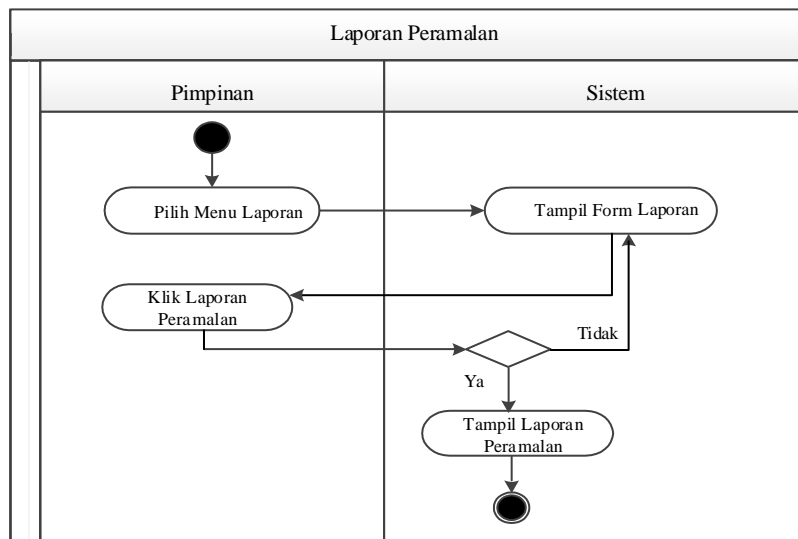 Laporan Peramalan
Pimpinan
Sistem
Pilih Menu Laporan
Tampil Form Laporan
Klik Laporan
Peramalan
Tidak
Ya
Tampil Laporan
Peramalan